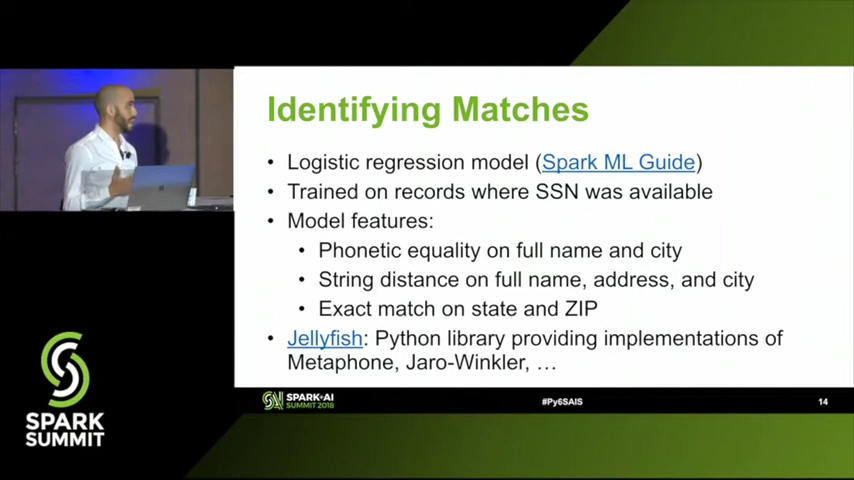 Identifying Matches
• Logistic regression model (Spark ML Guide)
• Trained on records where SSN was available
• Model features:
• Phonetic equality on full name and city
• String distance on full name, address, and city
• Exact match on state and ZIP
• Jellyfish: Python library providing implementations of
Metaphone, Jaro-Winkler, …
SPARK+AI
SUMMIT 2018
#Py6SAIS
14
SPARK
SUMMIT